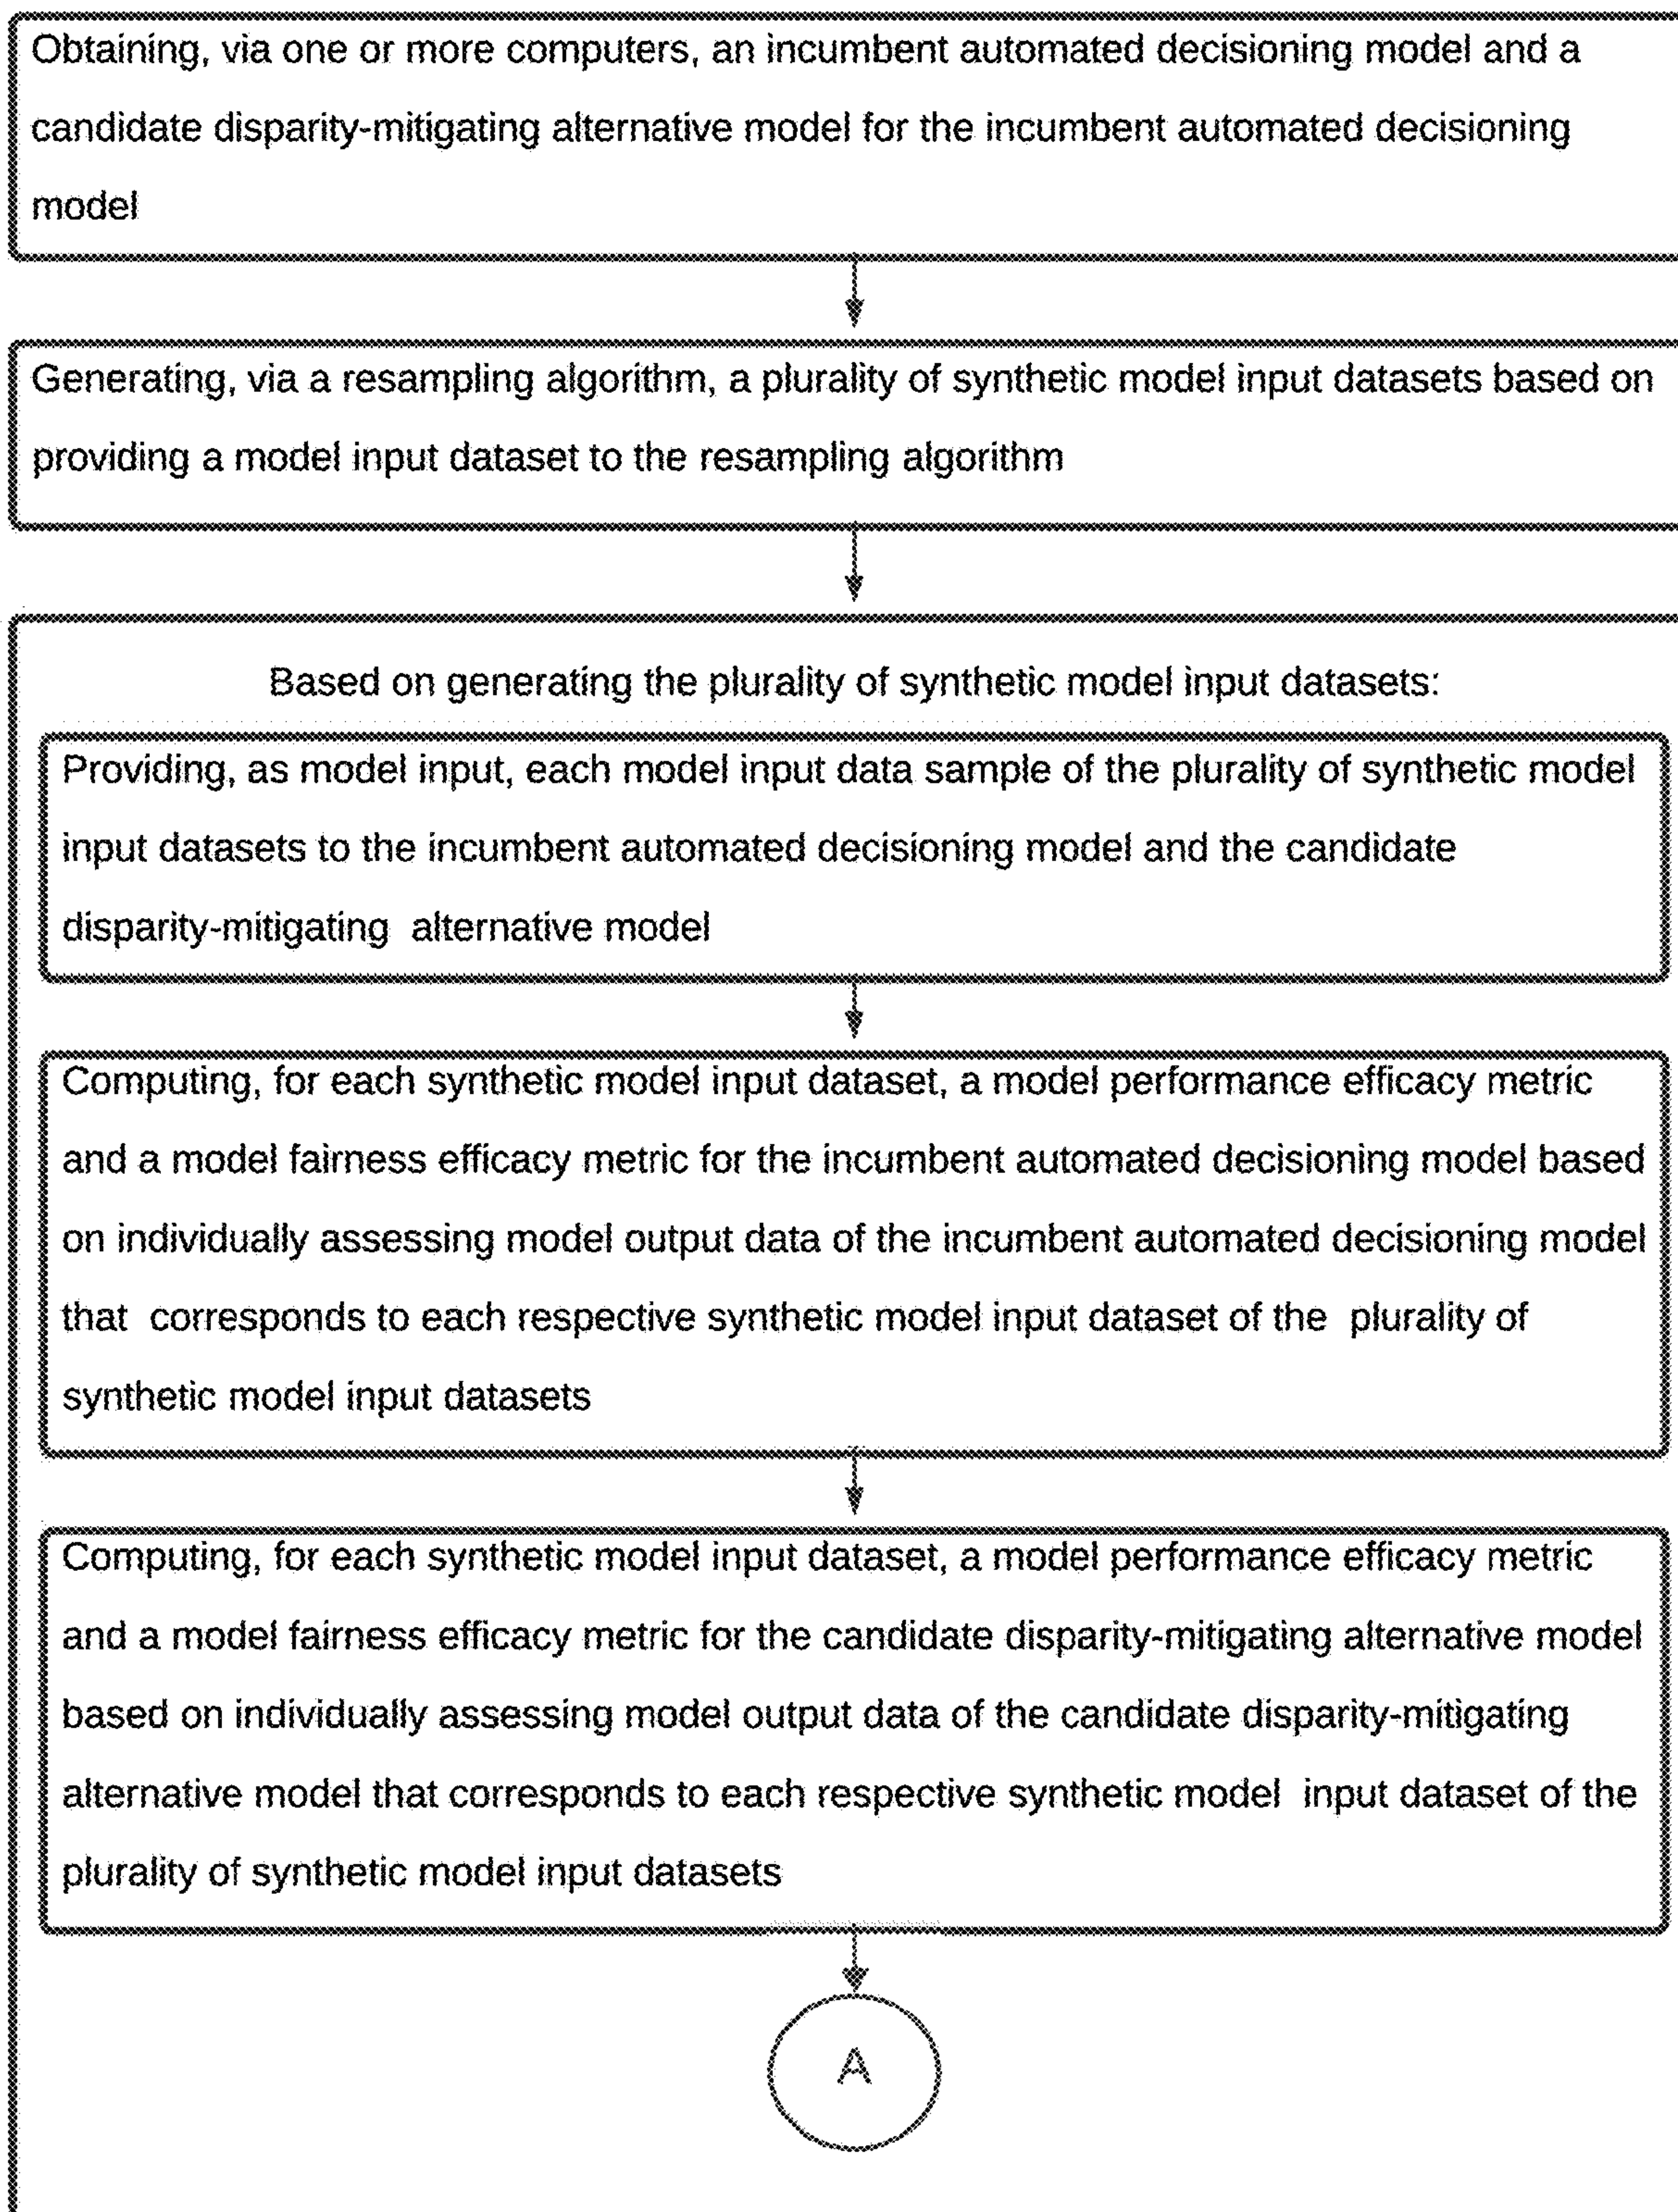 Obtaining, via one or more computers, an incumbent automated decisioning model and a
candidate disparity-mitigating alternative model for the incumbent automated decisioning
model
Generating, via a resampling algorithm, a plurality of synthetic model input datasets based on
providing a model input dataset to the resampling algorithm
Based on generating the plurality of synthetic model input datasets:
Providing, as model input, each model input data sample of the plurality of synthetic model
input datasets to the incumbent automated decisioning model and the candidate
disparity-mitigating alternative model
Computing, for each synthetic model input dataset, a model performance efficacy metric
and a model fairness efficacy metric for the incumbent automated decisioning model based
on individually assessing model output data of the incumbent automated decisioning model
that corresponds to each respective synthetic model input dataset of the plurality of
synthetic model input datasets
Computing, for each synthetic model input dataset, a model performance efficacy metric
and a model fairness efficacy metric for the candidate disparity-mitigating alternative model
based on individually assessing model output data of the candidate disparity-mitigating
alternative model that corresponds to each respective synthetic model input dataset of the
plurality of synthetic model input datasets
A